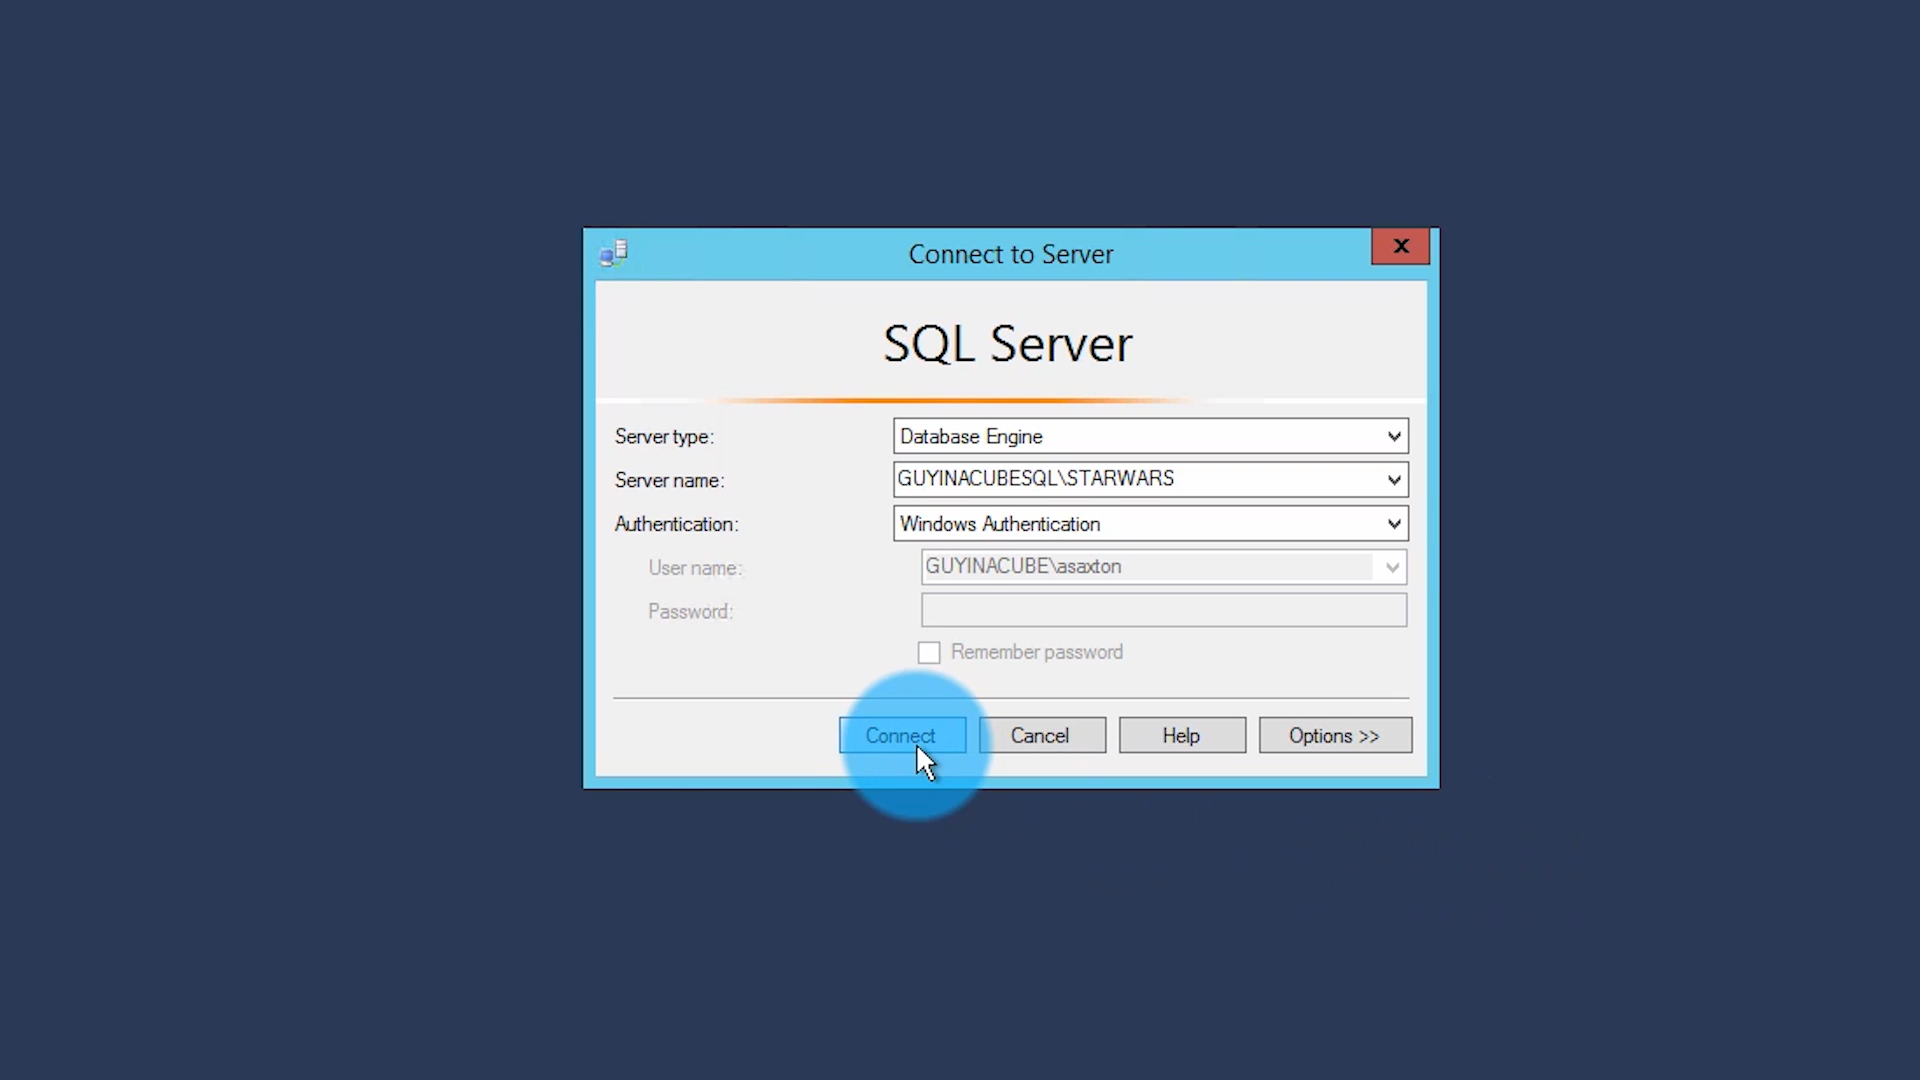 Connect to Server
x
SQL Server
Server type: Database Engine
Server name: GUYINACUBESQL\STARWARS
Authentication: Windows Authentication
User name: GUYINACUBE\asaxton
Password:
Remember password
Connect Cancel Help Options >>